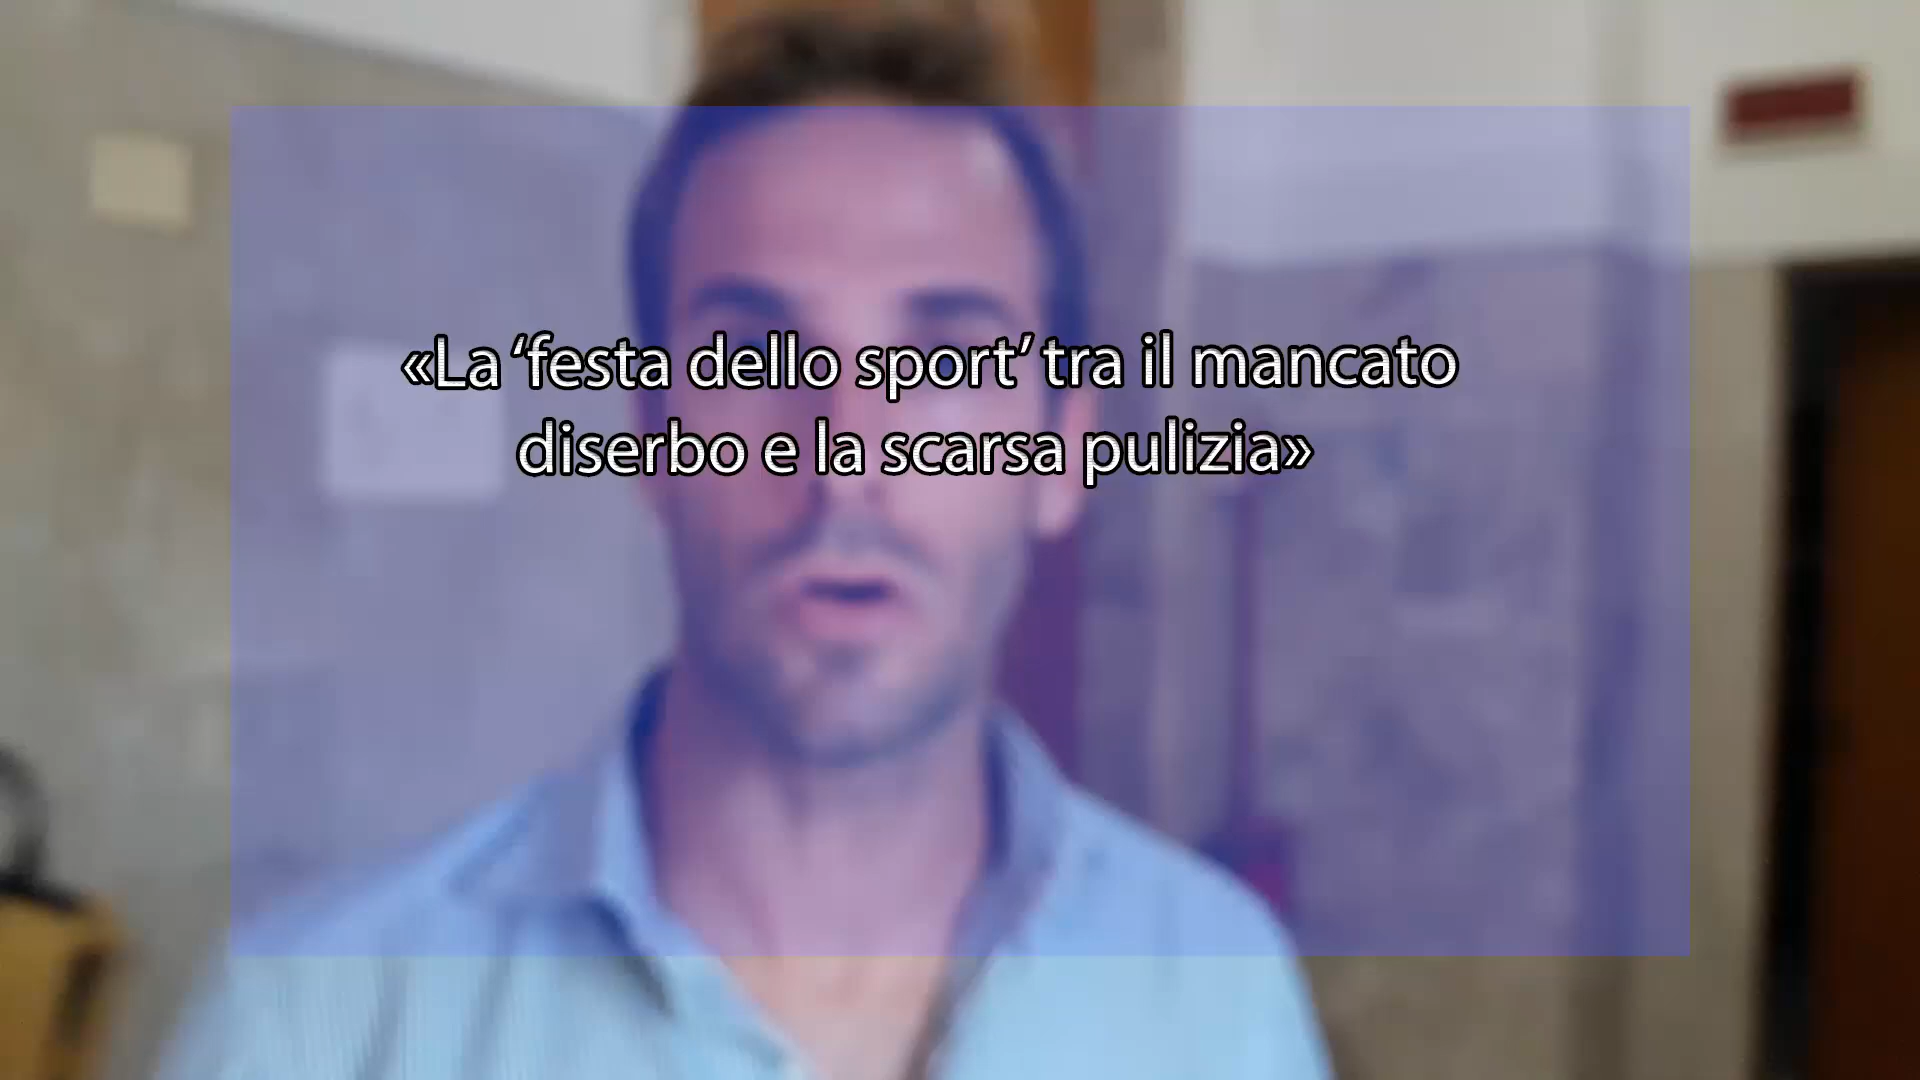 «La ‘festa dello sport’ tra il mancato
diserbo e la scarsa pulizia»